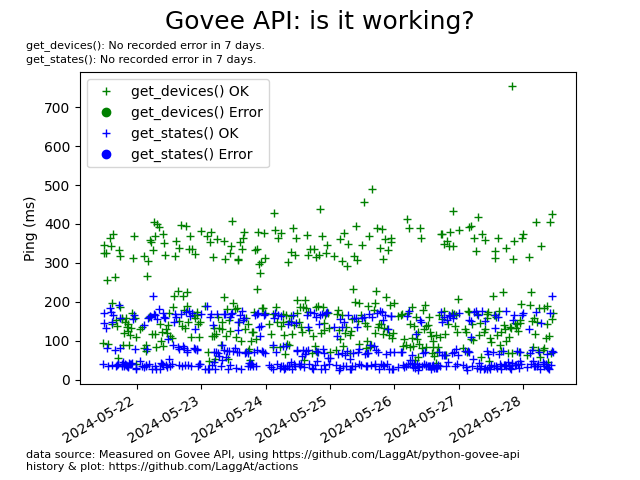 Govee API: is it working?
get_devices(): No recorded error in 7 days.
get_states(): No recorded error in 7 days.
get_devices() OK
get_devices() Error
get_states() OK
get_states() Error
Ping (ms)
700
600
500
400
300
200
100
0
2024-05-22
2024-05-23
2024-05-24
2024-05-25
2024-05-26
2024-05-27
2024-05-28
data source: Measured on Govee API, using https://github.com/LaggAt/python-govee-api
history & plot: https://github.com/LaggAt/actions